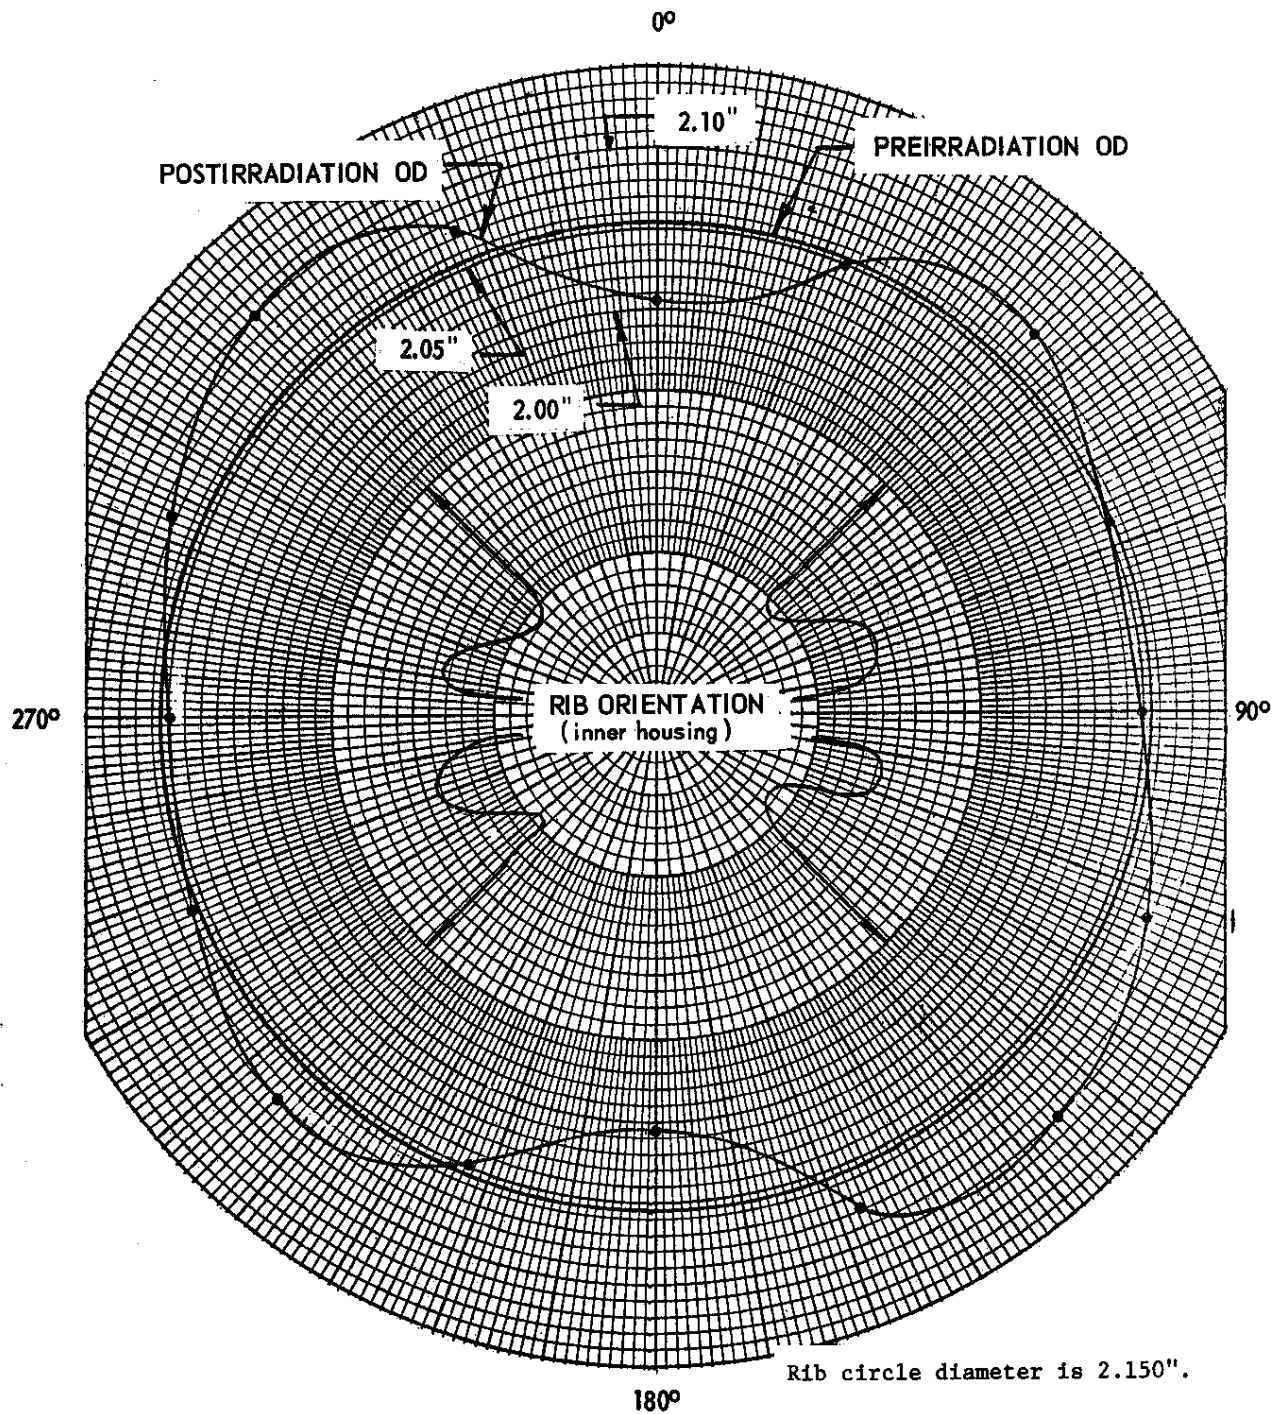 0°
2.10"
PREIRRADIATION OD
POSTIRRADIATION OD
2.05"
2.00"
RIB ORIENTATION
(inner housing)
270°
90°
Rib circle diameter is 2.150".
180°